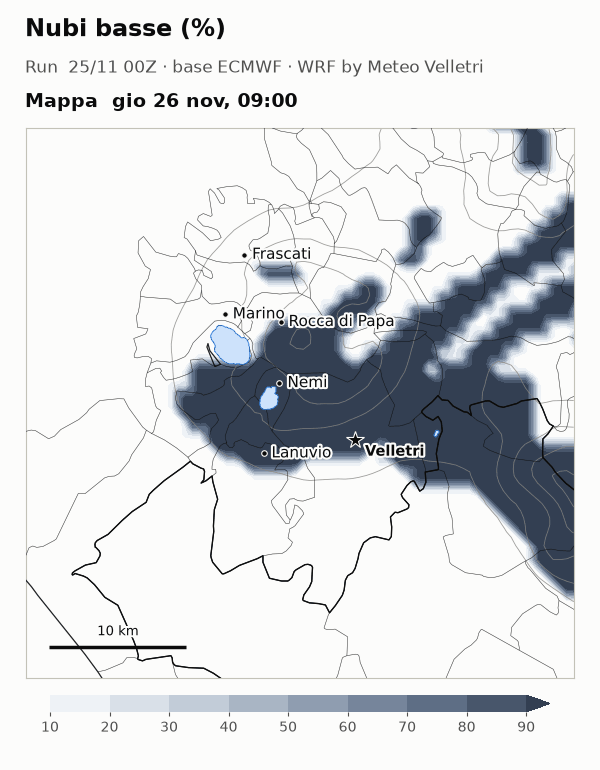 Nubi basse (%)
Run  25/11 00Z · base ECMWF · WRF by Meteo Velletri
Mappa  gio 26 nov, 09:00
Frascati
Marino
Rocca di Papa
Nemi
Velletri
Lanuvio
10 km
10 20 30 40 50 60 70 80 90